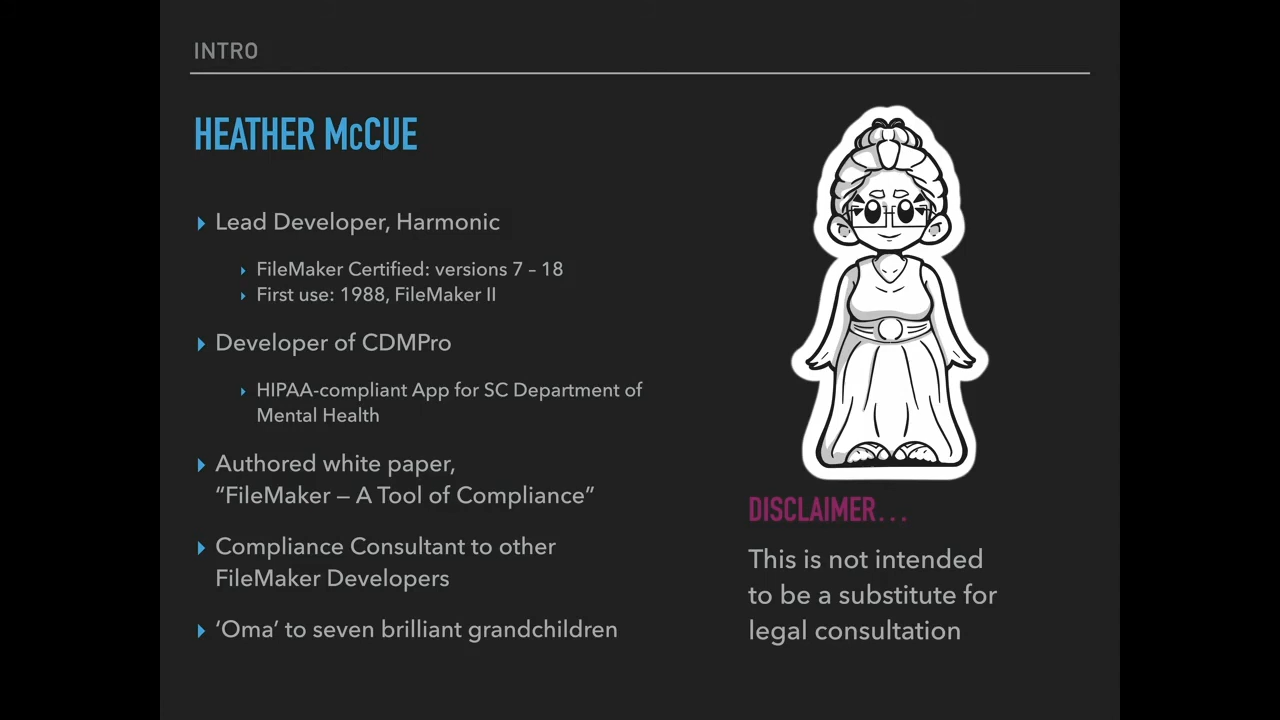 INTRO
HEATHER McCUE
Lead Developer, Harmonic
FileMaker Certified: versions 7 – 18
First use: 1988, FileMaker II
Developer of CDMPro
HIPAA-compliant App for SC Department of
Mental Health
Authored white paper,
“FileMaker – A Tool of Compliance”
Compliance Consultant to other
FileMaker Developers
‘Oma’ to seven brilliant grandchildren
DISCLAIMER…
This is not intended
to be a substitute for
legal consultation